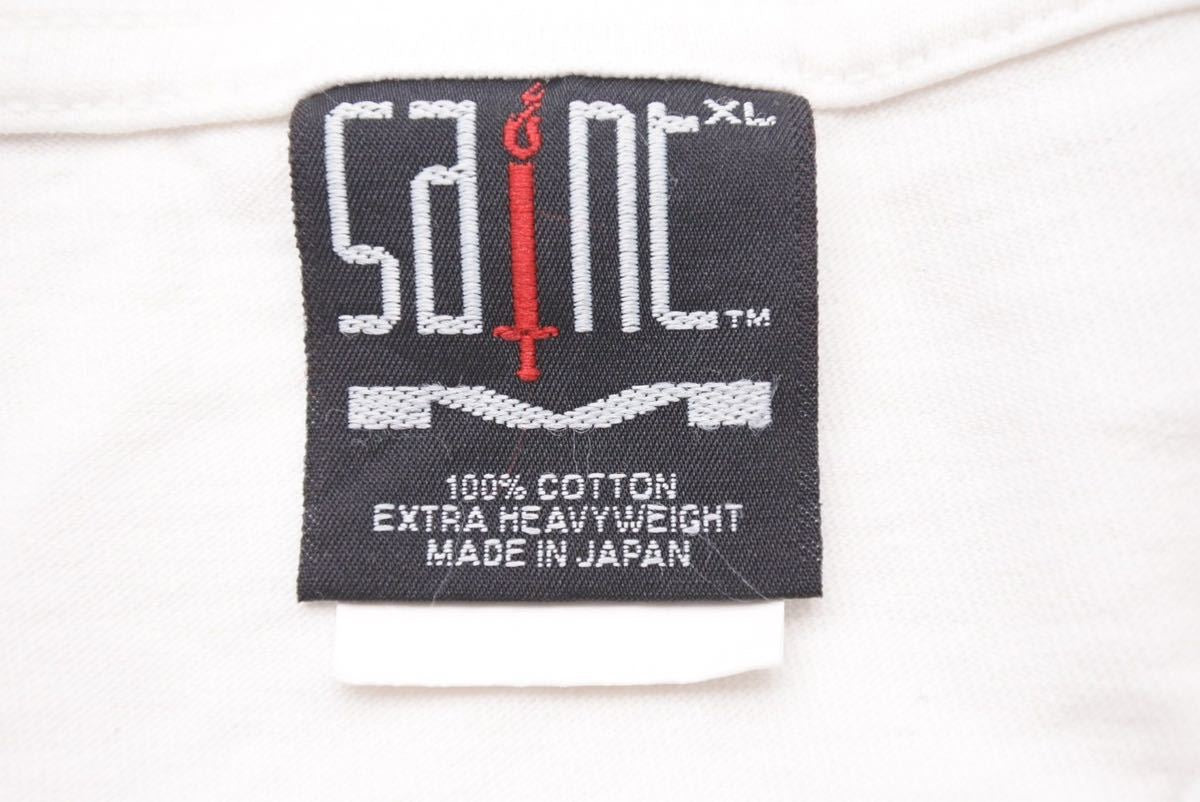 SaINt XL
TM
100% COTTON
EXTRA HEAVYWEIGHT
MADE IN JAPAN